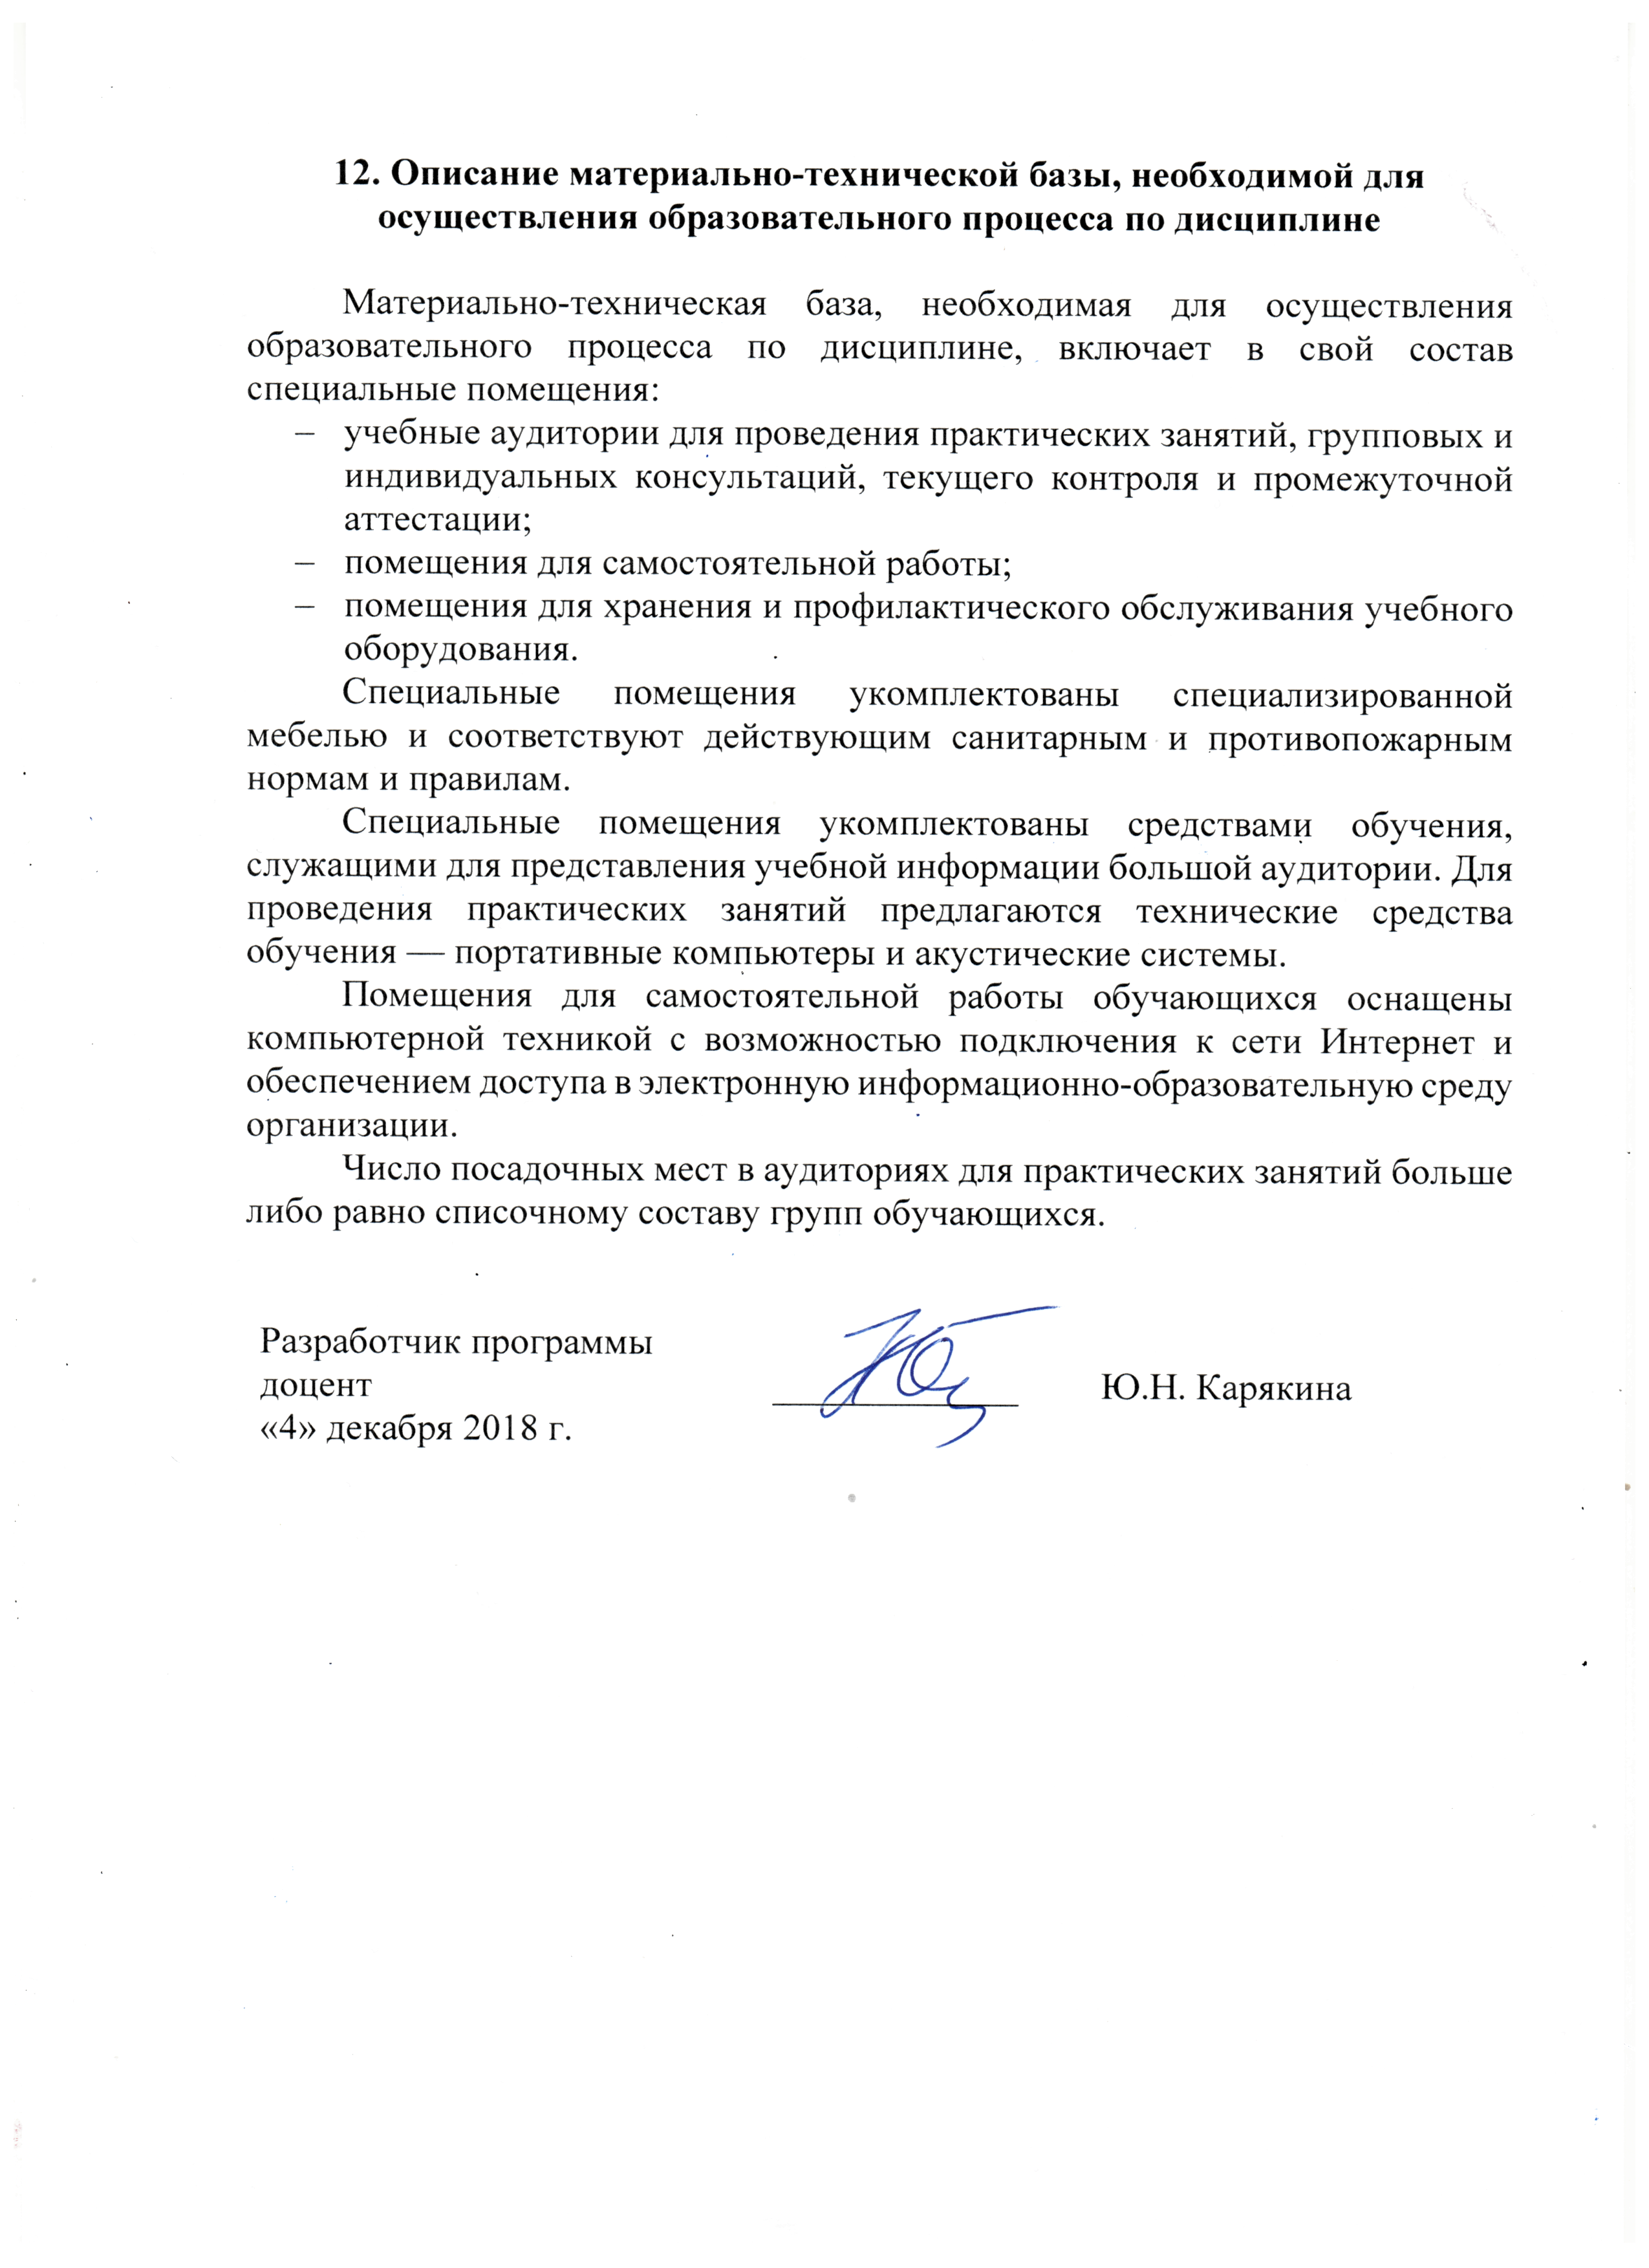 12. Описание материально-технической базы, необходимой для
осуществления образовательного процесса по дисциплине
Материально-техническая база, необходимая для осуществления
образовательного процесса по дисциплине, включает в свой состав
специальные помещения:
– учебные аудитории для проведения практических занятий, групповых и
индивидуальных консультаций, текущего контроля и промежуточной
аттестации;
– помещения для самостоятельной работы;
– помещения для хранения и профилактического обслуживания учебного
оборудования.
Специальные помещения укомплектованы специализированной
мебелью и соответствуют действующим санитарным и противопожарным
нормам и правилам.
Специальные помещения укомплектованы средствами обучения,
служащими для представления учебной информации большой аудитории. Для
проведения практических занятий предлагаются технические средства
обучения — портативные компьютеры и акустические системы.
Помещения для самостоятельной работы обучающихся оснащены
компьютерной техникой с возможностью подключения к сети Интернет и
обеспечением доступа в электронную информационно-образовательную среду
организации.
Число посадочных мест в аудиториях для практических занятий больше
либо равно списочному составу групп обучающихся.
Разработчик программы
доцент Ю.Н. Карякина
«4» декабря 2018 г.